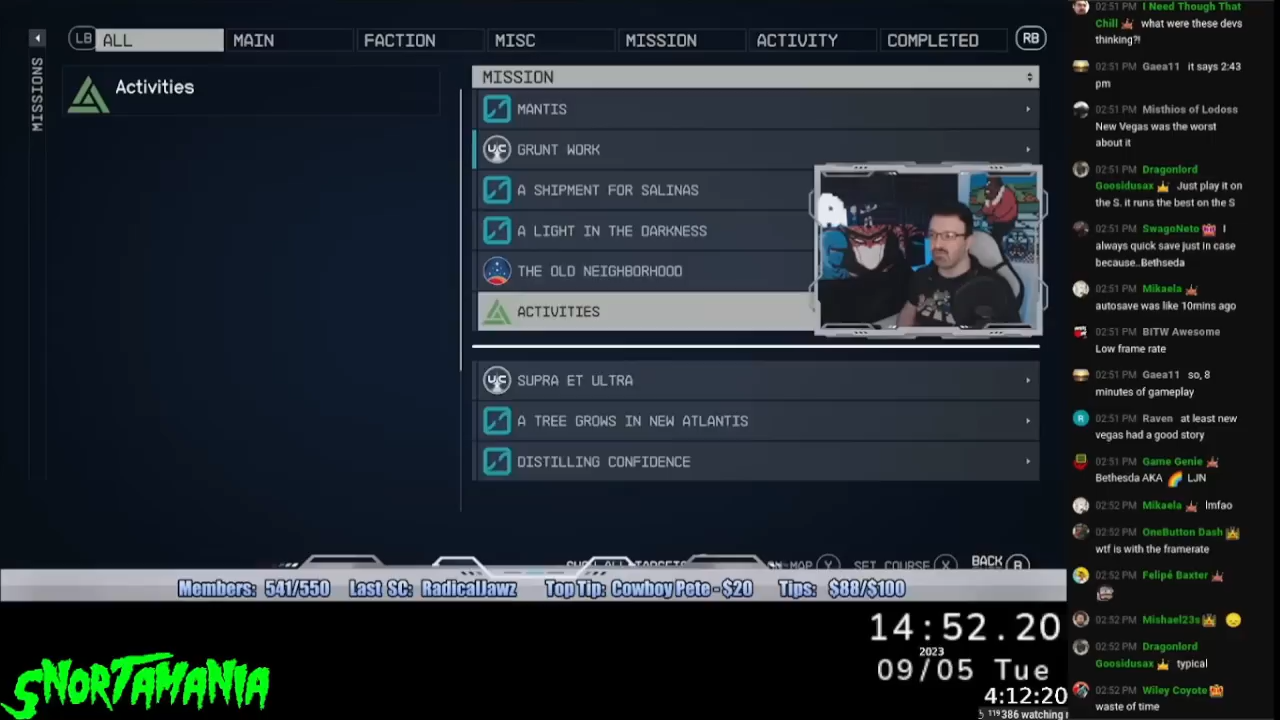 LB ALL MAIN FACTION MISC MISSION ACTIVITY COMPLETED RB
MISSIONS
Activities
MISSION
MANTIS
UC GRUNT WORK
A SHIPMENT FOR SALINAS
A LIGHT IN THE DARKNESS
THE OLD NEIGHBORHOOD
ACTIVITIES
UC SUPRA ET ULTRA
A TREE GROWS IN NEW ATLANTIS
DISTILLING CONFIDENCE
SET COURSE X BACK B
Members: 541/550 Last SC: RadicalJawz Top Tip: Cowboy Pete - $20 Tips: $88/$100
14:52.20
2023
09/05 Tue
4:12:20
386 watching
SNORTAMANIA
02:51 PM I Need Though That
Chill what were these devs
thinking?!
02:51 PM Gaea11 it says 2:43
pm
02:51 PM Misthios of Lodoss
New Vegas was the worst
about it
02:51 PM Dragonlord
Goosidusax Just play it on
the S. it runs the best on the S
02:51 PM SwagoNeto I
always quick save just in case
because..Bethseda
02:51 PM Mikaela
autosave was like 10mins ago
02:51 PM BITW Awesome
Low frame rate
02:51 PM Gaea11 so, 8
minutes of gameplay
R 02:51 PM Raven at least new
vegas had a good story
02:51 PM Game Genie
Bethesda AKA 🌈 LJN
02:52 PM Mikaela lmfao
02:52 PM OneButton Dash
wtf is with the framerate
02:52 PM Felipé Baxter
02:52 PM Mishael23s 😞
02:52 PM Dragonlord
Goosidusax typical
02:52 PM Wiley Coyote
waste of time